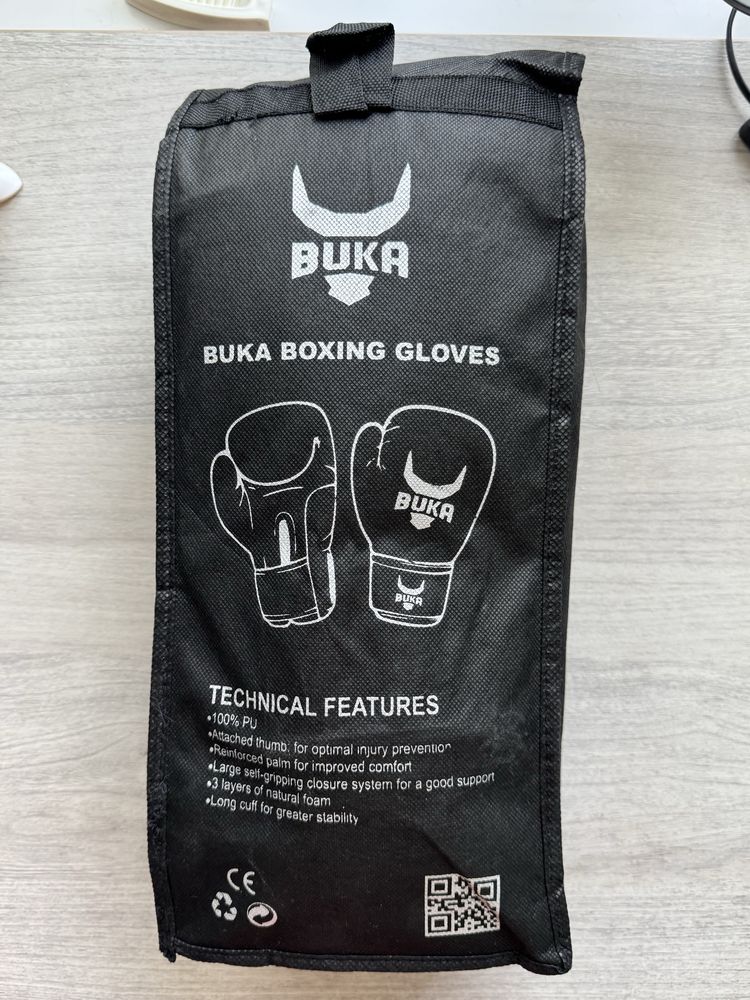 BUKA
BUKA BOXING GLOVES
BUKA
BUKA
TECHNICAL FEATURES
•100% PU
•Attached thumb: for optimal injury prevention
•Reinforced palm for improved comfort
•Large self-gripping closure system for a good support
•3 layers of natural foam
•Long cuff for greater stability
CE